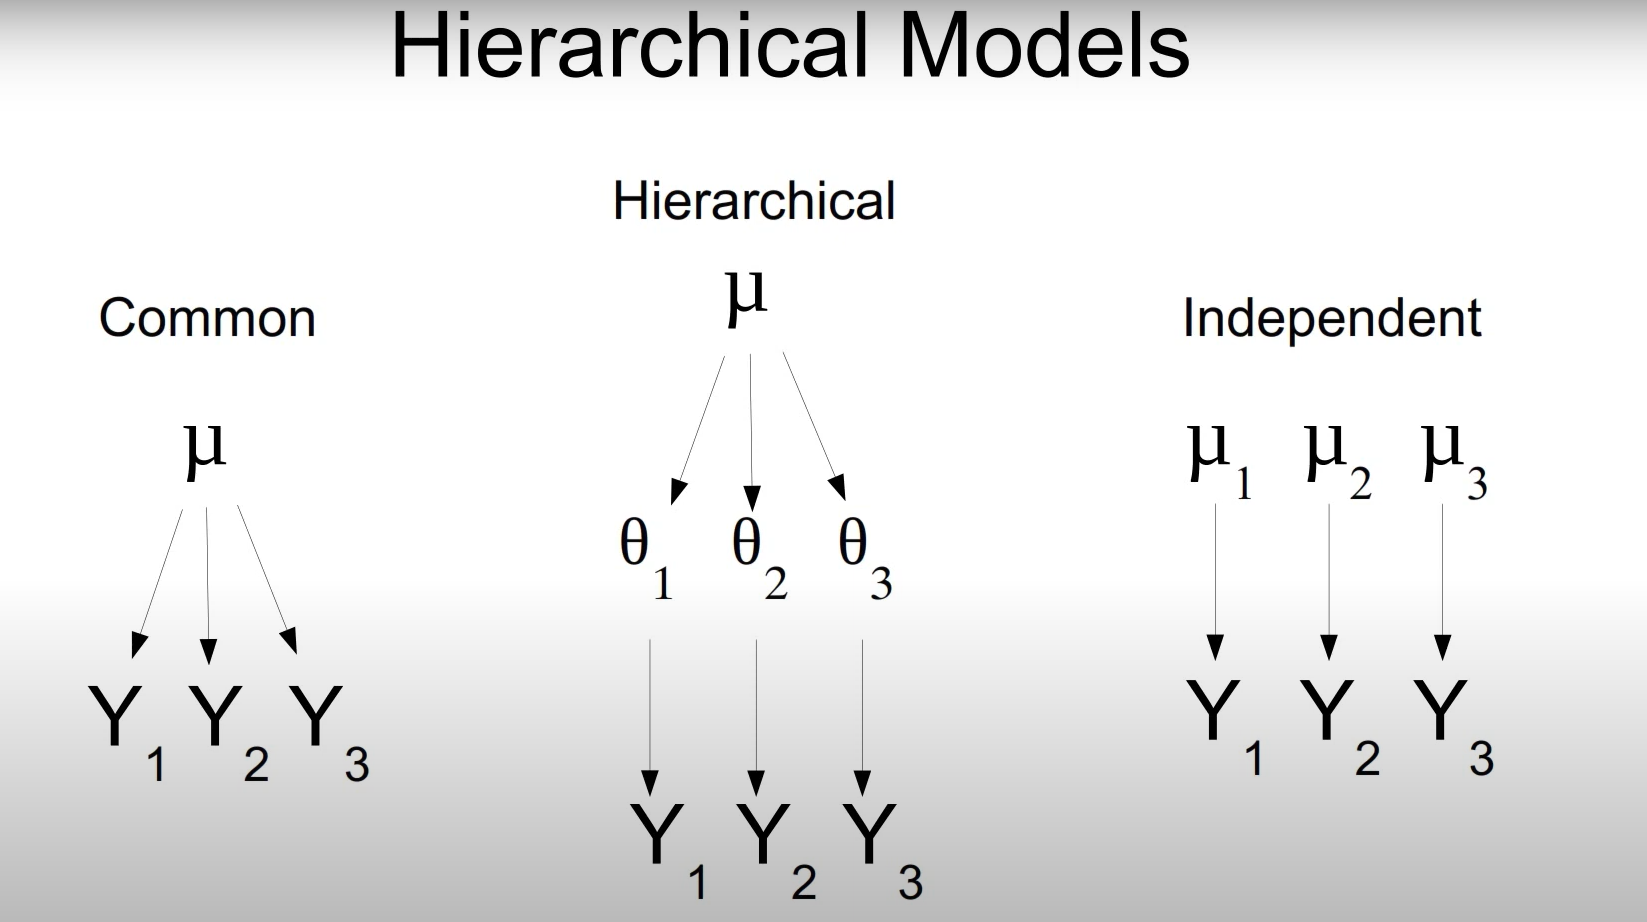 Hierarchical Models
Common
µ
Y1 Y2 Y3
Hierarchical
µ
θ1 θ2 θ3
Y1 Y2 Y3
Independent
µ1 µ2 µ3
Y1 Y2 Y3